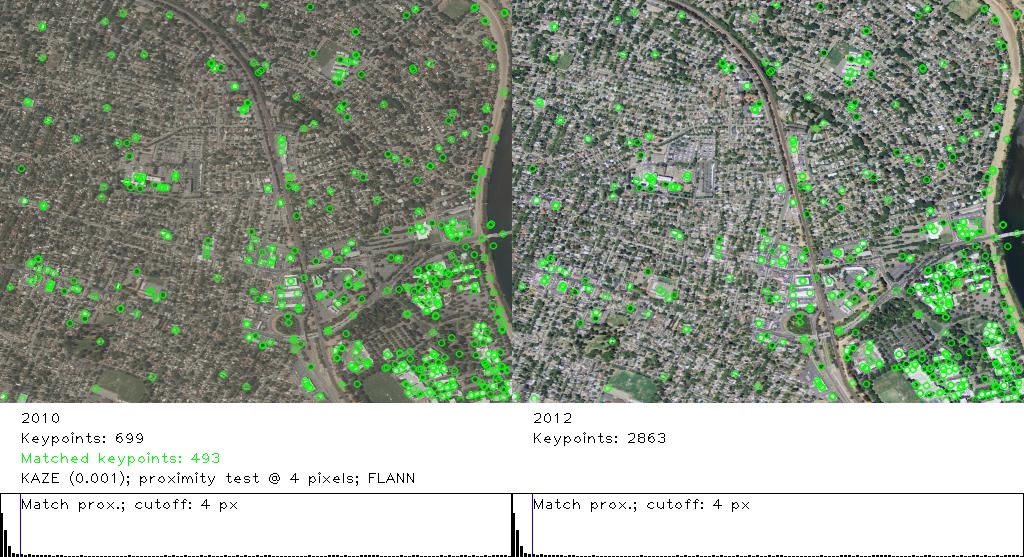 2010
Keypoints: 699
Matched keypoints: 493
KAZE (0.001); proximity test @ 4 pixels; FLANN
2012
Keypoints: 2863
Match prox.; cutoff: 4 px
Match prox.; cutoff: 4 px